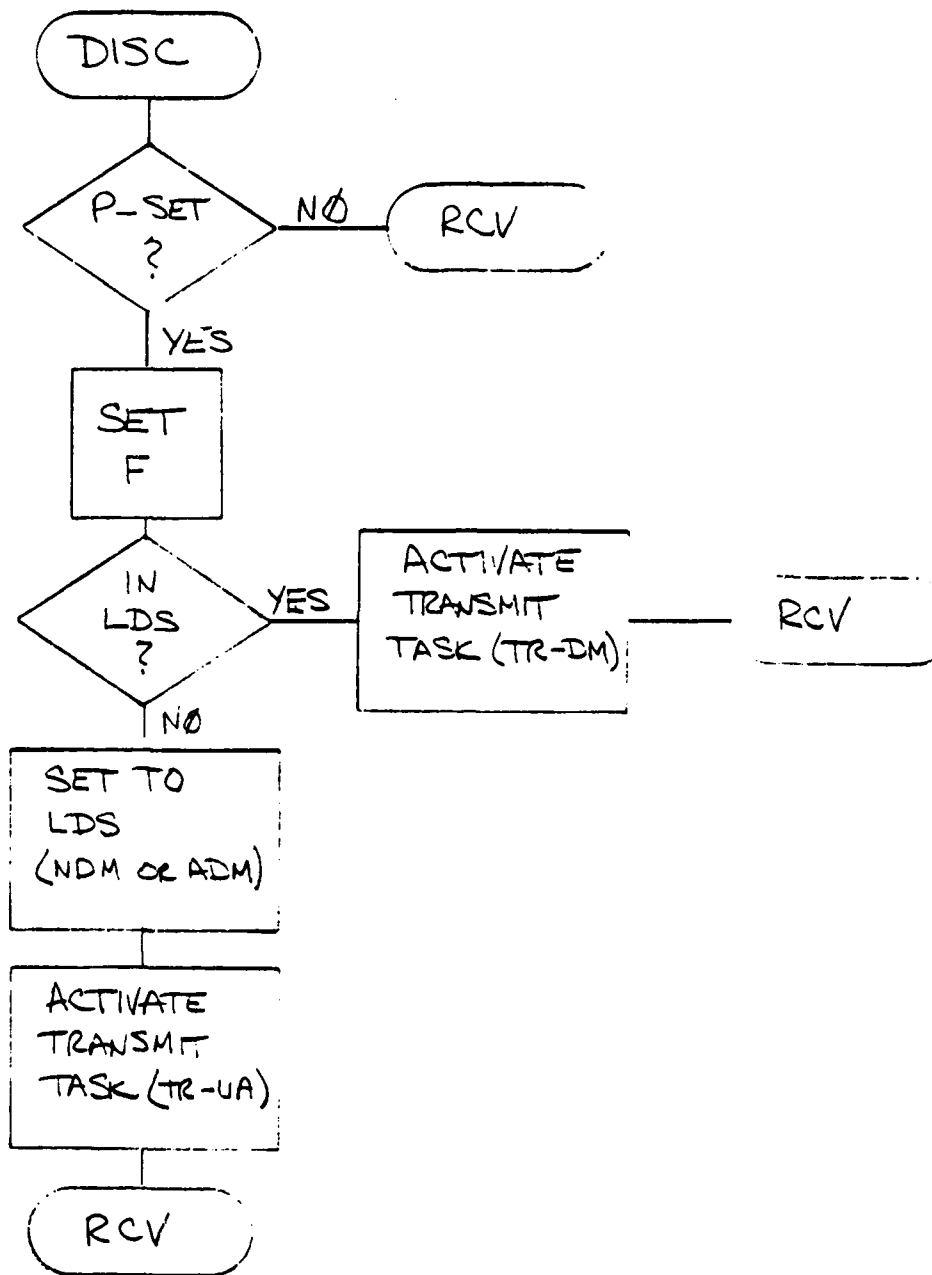 DISC
P-SET
?
NØ
RCV
YES
SET
F
IN
LDS
?
YES
ACTIVATE
TRANSMIT
TASK (TR-DM)
RCV
NØ
SET TO
LDS
(NDM OR ADM)
ACTIVATE
TRANSMIT
TASK (TR-UA)
RCV